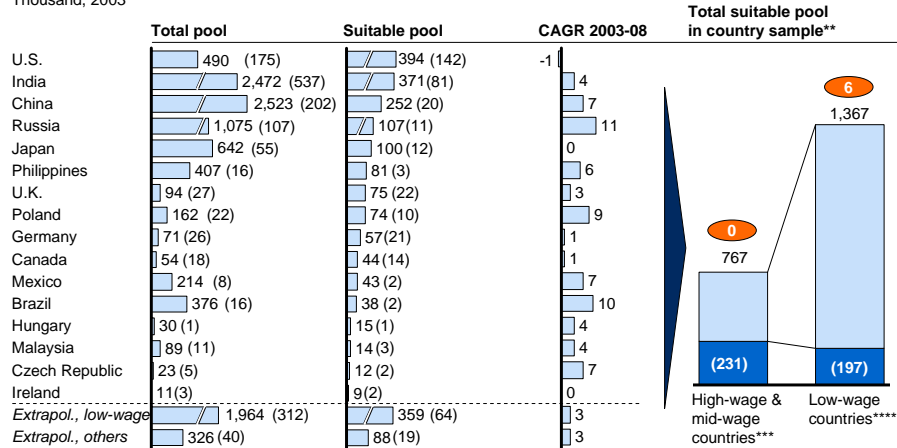 Thousand, 2003
Total pool Suitable pool CAGR 2003-08 Total suitable pool in country sample**
U.S. 490 (175) 394 (142) -1
India 2,472 (537) 371(81) 4
China 2,523 (202) 252 (20) 7
Russia 1,075 (107) 107(11) 11
Japan 642 (55) 100 (12) 0
Philippines 407 (16) 81(3) 6
U.K. 94 (27) 75 (22) 3
Poland 162 (22) 74 (10) 9
Germany 71 (26) 57(21) 1
Canada 54 (18) 44(14) 1
Mexico 214 (8) 43 (2) 7
Brazil 376 (16) 38 (2) 10
Hungary 30 (1) 15(1) 4
Malaysia 89 (11) 14(3) 4
Czech Republic 23 (5) 12 (2) 7
Ireland 11(3) 9(2) 0
Extrapol., low-wage 1,964 (312) 359 (64) 3
Extrapol., others 326 (40) 88(19) 3
0
767
(231)
High-wage &
mid-wage
countries***
6
1,367
(197)
Low-wage
countries****